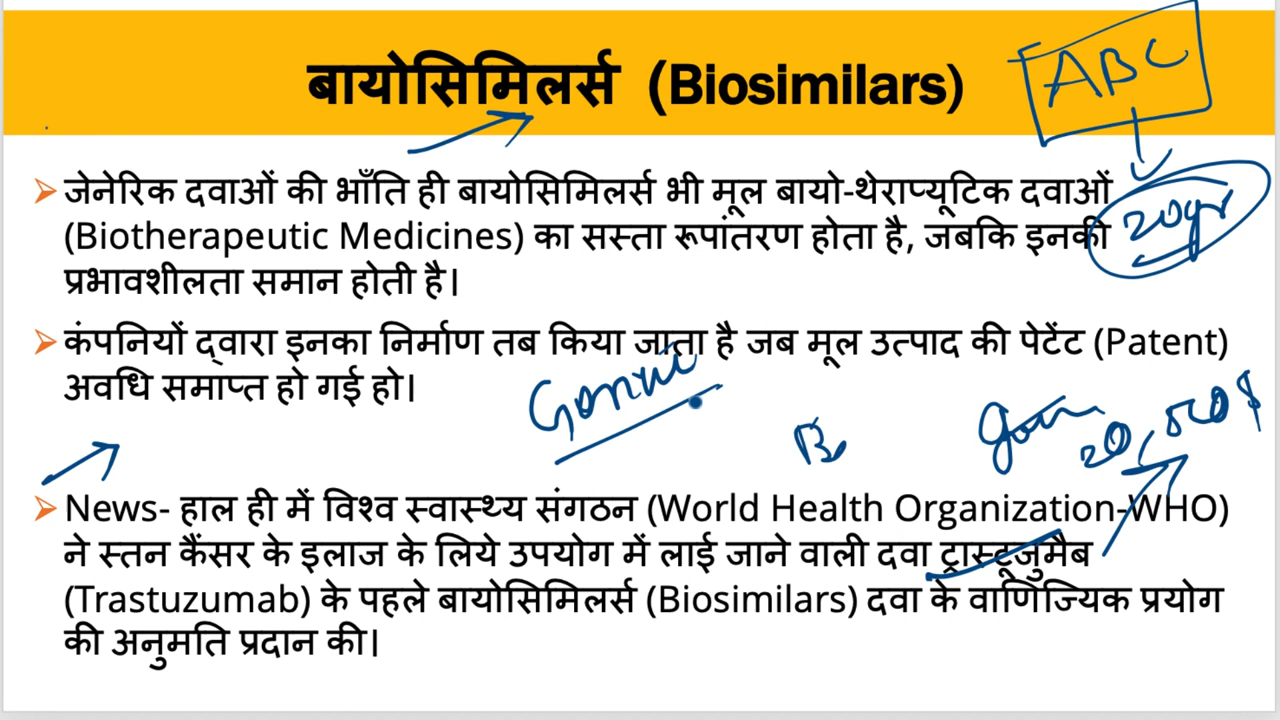 बायोसिमिलर्स (Biosimilars)
ABC
जेनेरिक दवाओं की भाँति ही बायोसिमिलर्स भी मूल बायो-थेराप्यूटिक दवाओं
(Biotherapeutic Medicines) का सस्ता रूपांतरण होता है, जबकि इनकी
20yr
प्रभावशीलता समान होती है।
कंपनियों द्वारा इनका निर्माण तब किया जाता है जब मूल उत्पाद की पेटेंट (Patent)
अवधि समाप्त हो गई हो।
20,50$
News- हाल ही में विश्व स्वास्थ्य संगठन (World Health Organization-WHO)
ने स्तन कैंसर के इलाज के लिये उपयोग में लाई जाने वाली दवा ट्रास्टूजुमैब
(Trastuzumab) के पहले बायोसिमिलर्स (Biosimilars) दवा के वाणिज्यिक प्रयोग
की अनुमति प्रदान की।